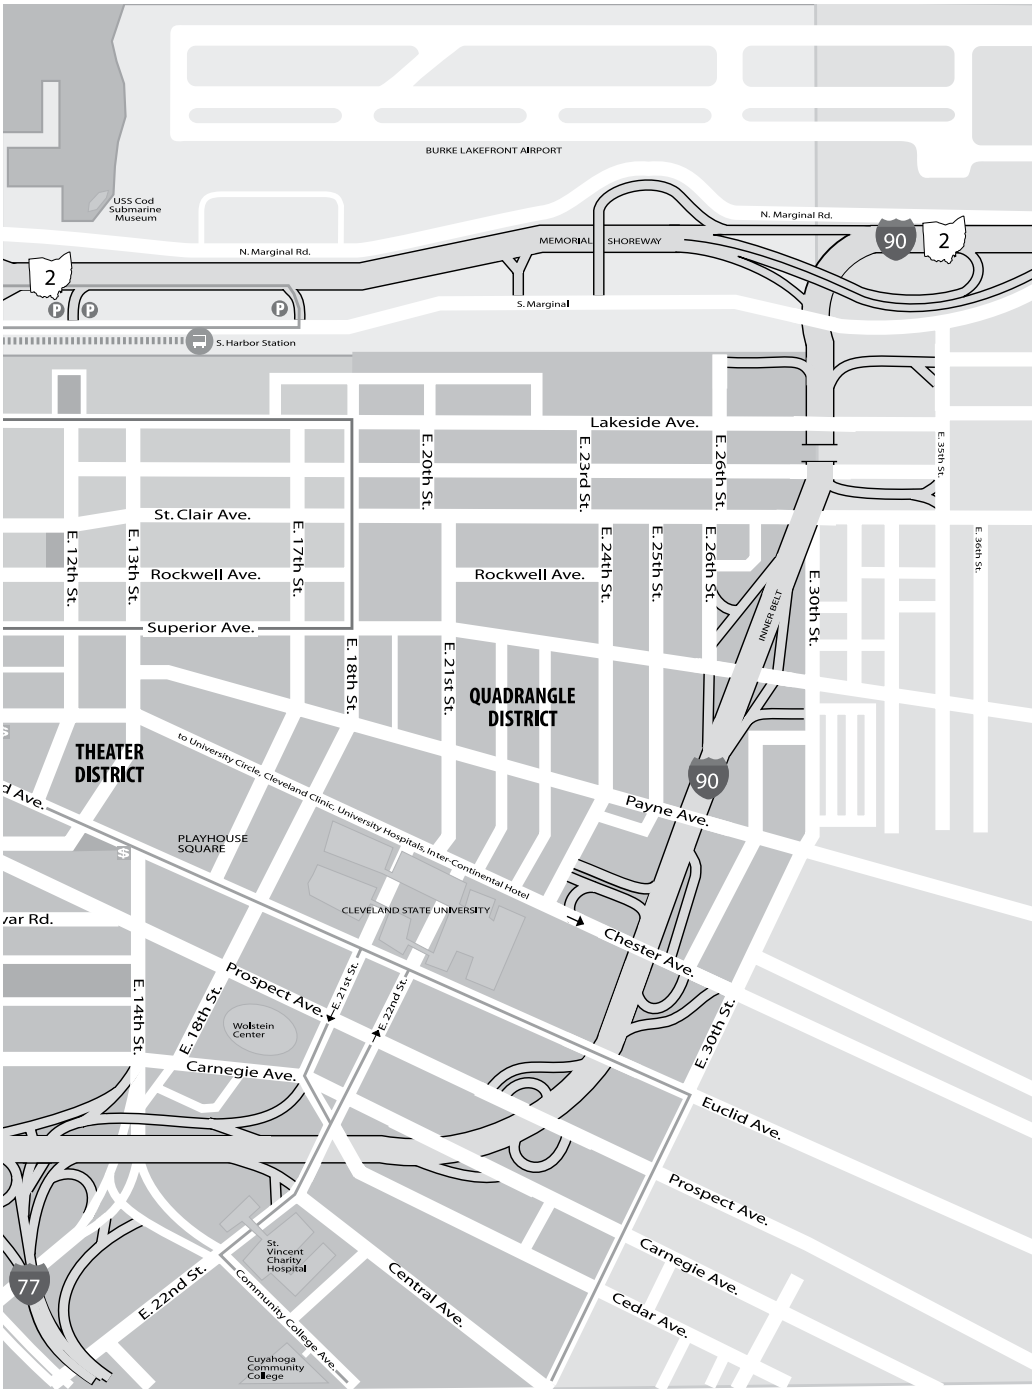 BURKE LAKEFRONT AIRPORT
USS Cod
Submarine
Museum
N. Marginal Rd.
N. Marginal Rd.
MEMORIAL SHOREWAY
90
2
2
P
P
P
S. Marginal
S. Harbor Station
Lakeside Ave.
E. 20th St.
E. 23rd St.
E. 26th St.
E. 35th St.
St. Clair Ave.
E. 12th St.
E. 13th St.
E. 17th St.
E. 24th St.
E. 25th St.
E. 26th St.
E. 30th St.
E. 36th St.
Rockwell Ave.
Rockwell Ave.
INNER BELT
Superior Ave.
E. 18th St.
E. 21st St.
QUADRANGLE
DISTRICT
THEATER
DISTRICT
s
to University Circle, Cleveland Clinic, University Hospitals, Inter-Continental Hotel
90
d Ave.
Payne Ave.
PLAYHOUSE
SQUARE
$
CLEVELAND STATE UNIVERSITY
var Rd.
Chester Ave.
E. 14th St.
E. 18th St.
Prospect Ave.
E. 21st St.
E. 22nd St.
Wolstein
Center
E. 30th St.
Carnegie Ave.
Euclid Ave.
Prospect Ave.
Carnegie Ave.
Cedar Ave.
St.
Vincent
Charity
Hospital
77
E. 22nd St.
Community College Ave.
Central Ave.
Cuyahoga
Community
College